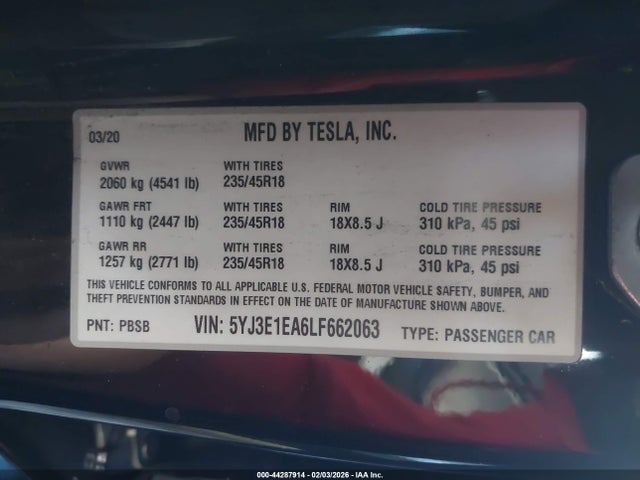 03/20 MFD BY TESLA, INC.
GVWR WITH TIRES
2060 kg (4541 lb) 235/45R18
GAWR FRT WITH TIRES RIM COLD TIRE PRESSURE
1110 kg (2447 lb) 235/45R18 18X8.5 J 310 kPa, 45 psi
GAWR RR WITH TIRES RIM COLD TIRE PRESSURE
1257 kg (2771 lb) 235/45R18 18X8.5 J 310 kPa, 45 psi
THIS VEHICLE CONFORMS TO ALL APPLICABLE U.S. FEDERAL MOTOR VEHICLE SAFETY, BUMPER, AND
THEFT PREVENTION STANDARDS IN EFFECT ON THE DATE OF MANUFACTURE SHOWN ABOVE.
PNT: PBSB VIN: 5YJ3E1EA6LF662063 TYPE: PASSENGER CAR
000-44287914 - 02/03/2026 - IAA Inc.